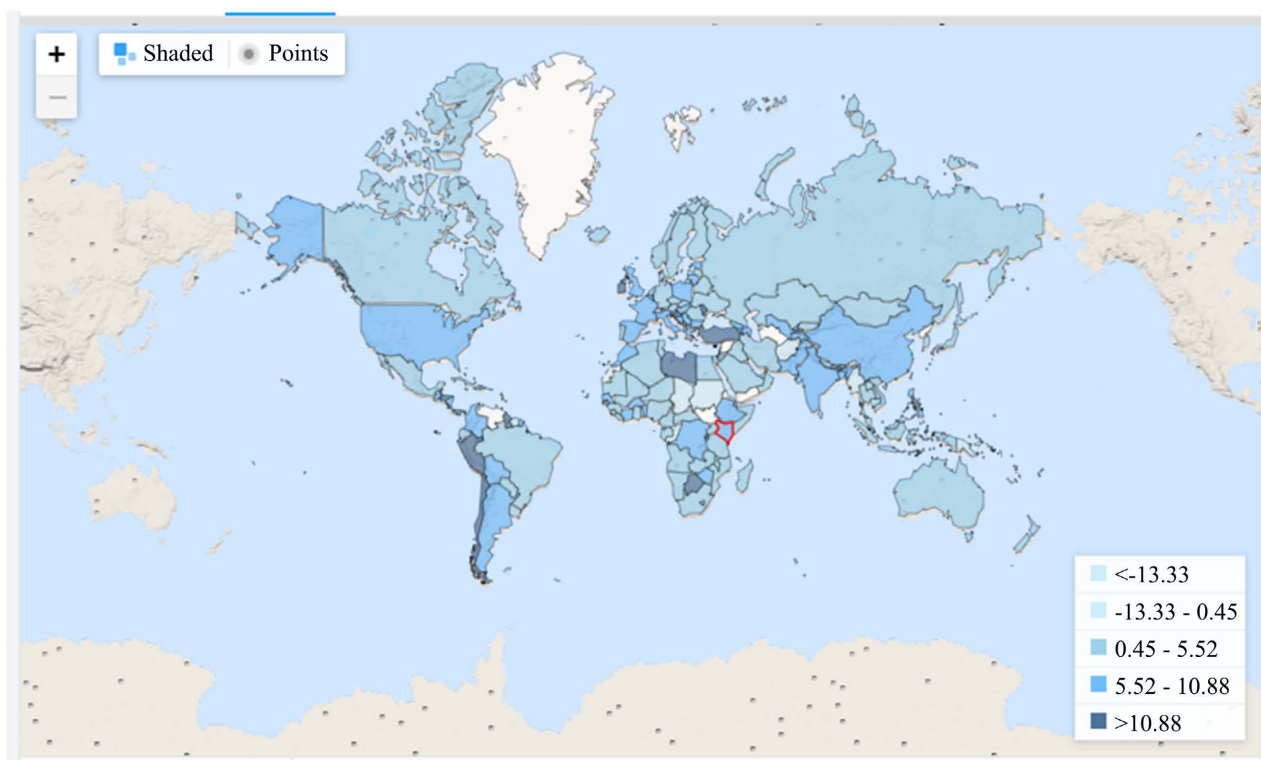 +
Shaded Points
−
<-13.33
-13.33 - 0.45
0.45 - 5.52
5.52 - 10.88
>10.88